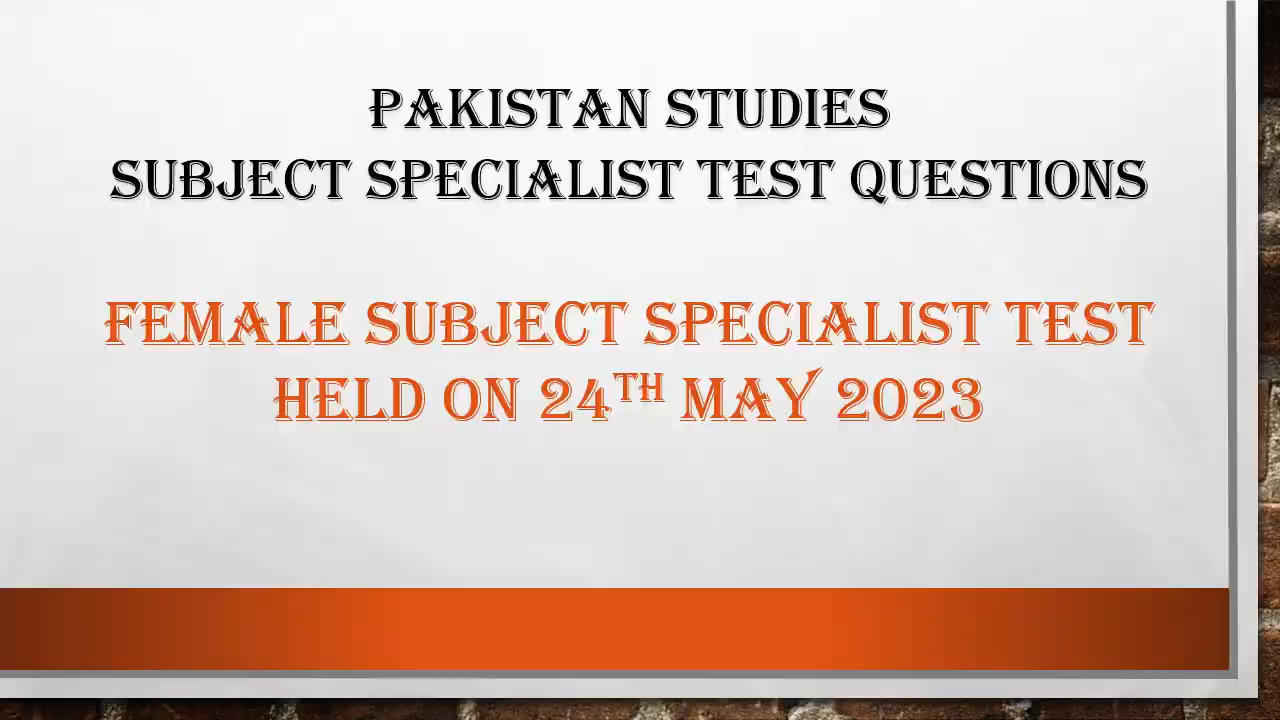 PAKISTAN STUDIES
SUBJECT SPECIALIST TEST QUESTIONS
FEMALE SUBJECT SPECIALIST TEST
HELD ON 24TH MAY 2023